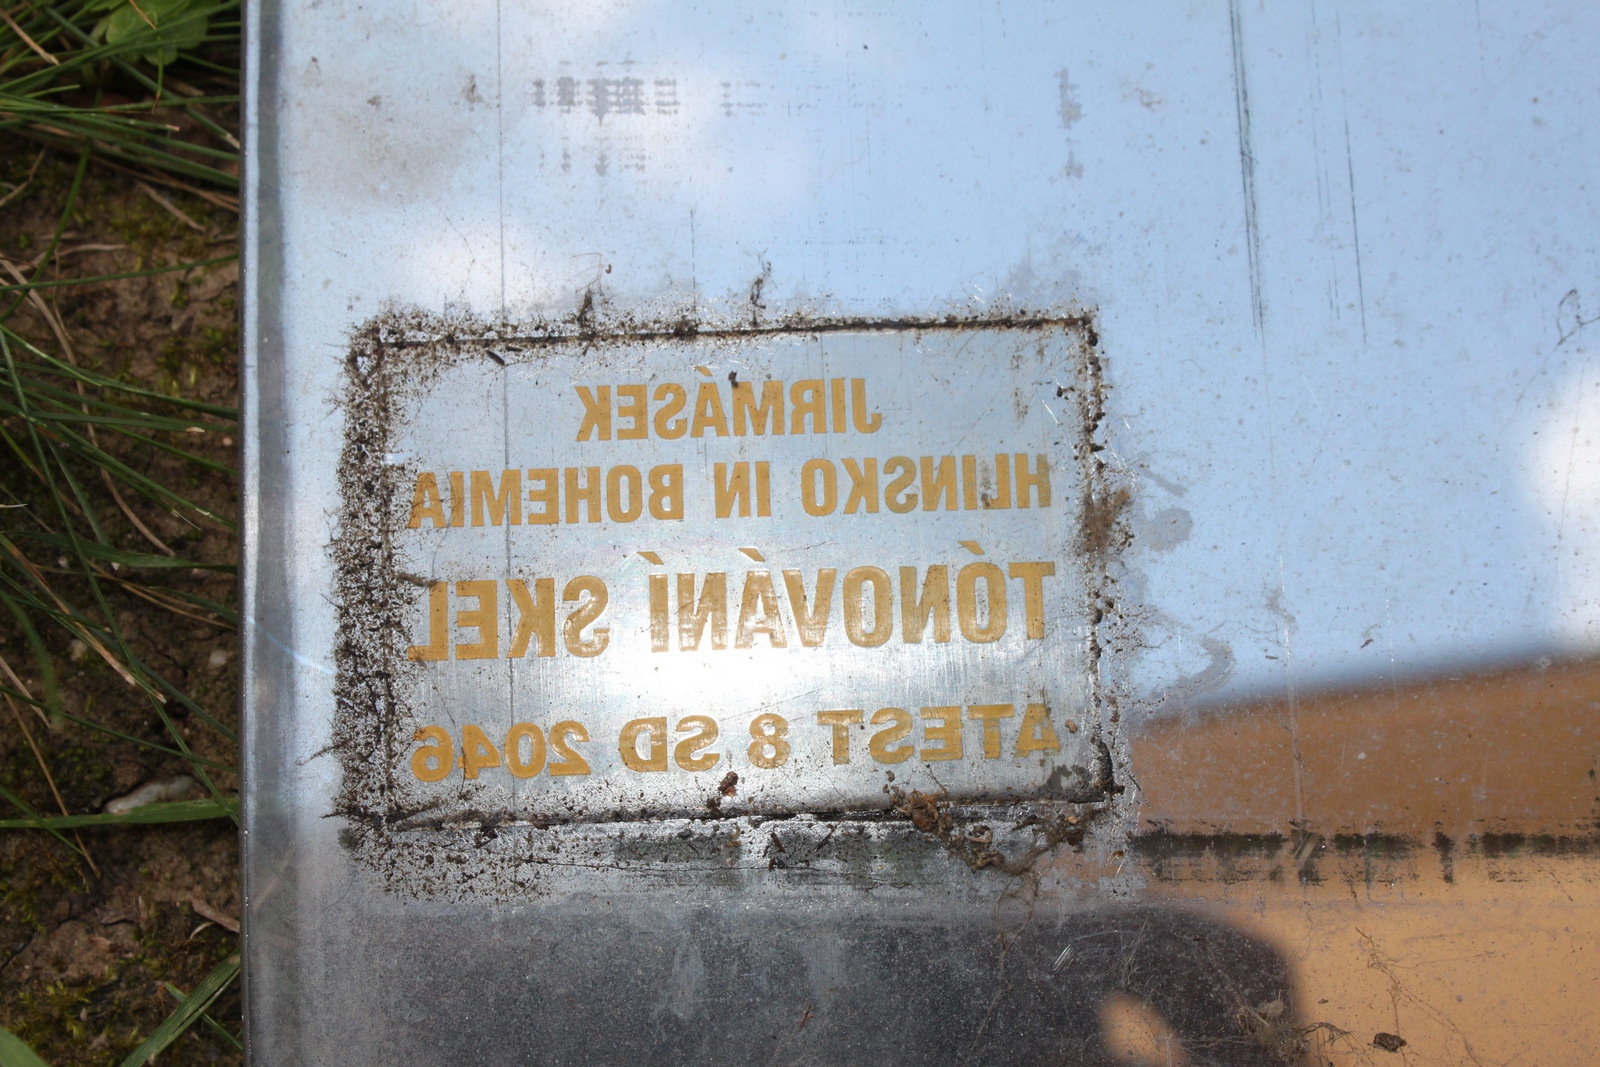 JIRMÁSEK
HLINSKO IN BOHEMIA
TÓNOVÁNÍ SKEL
ATEST 8 SD 2046